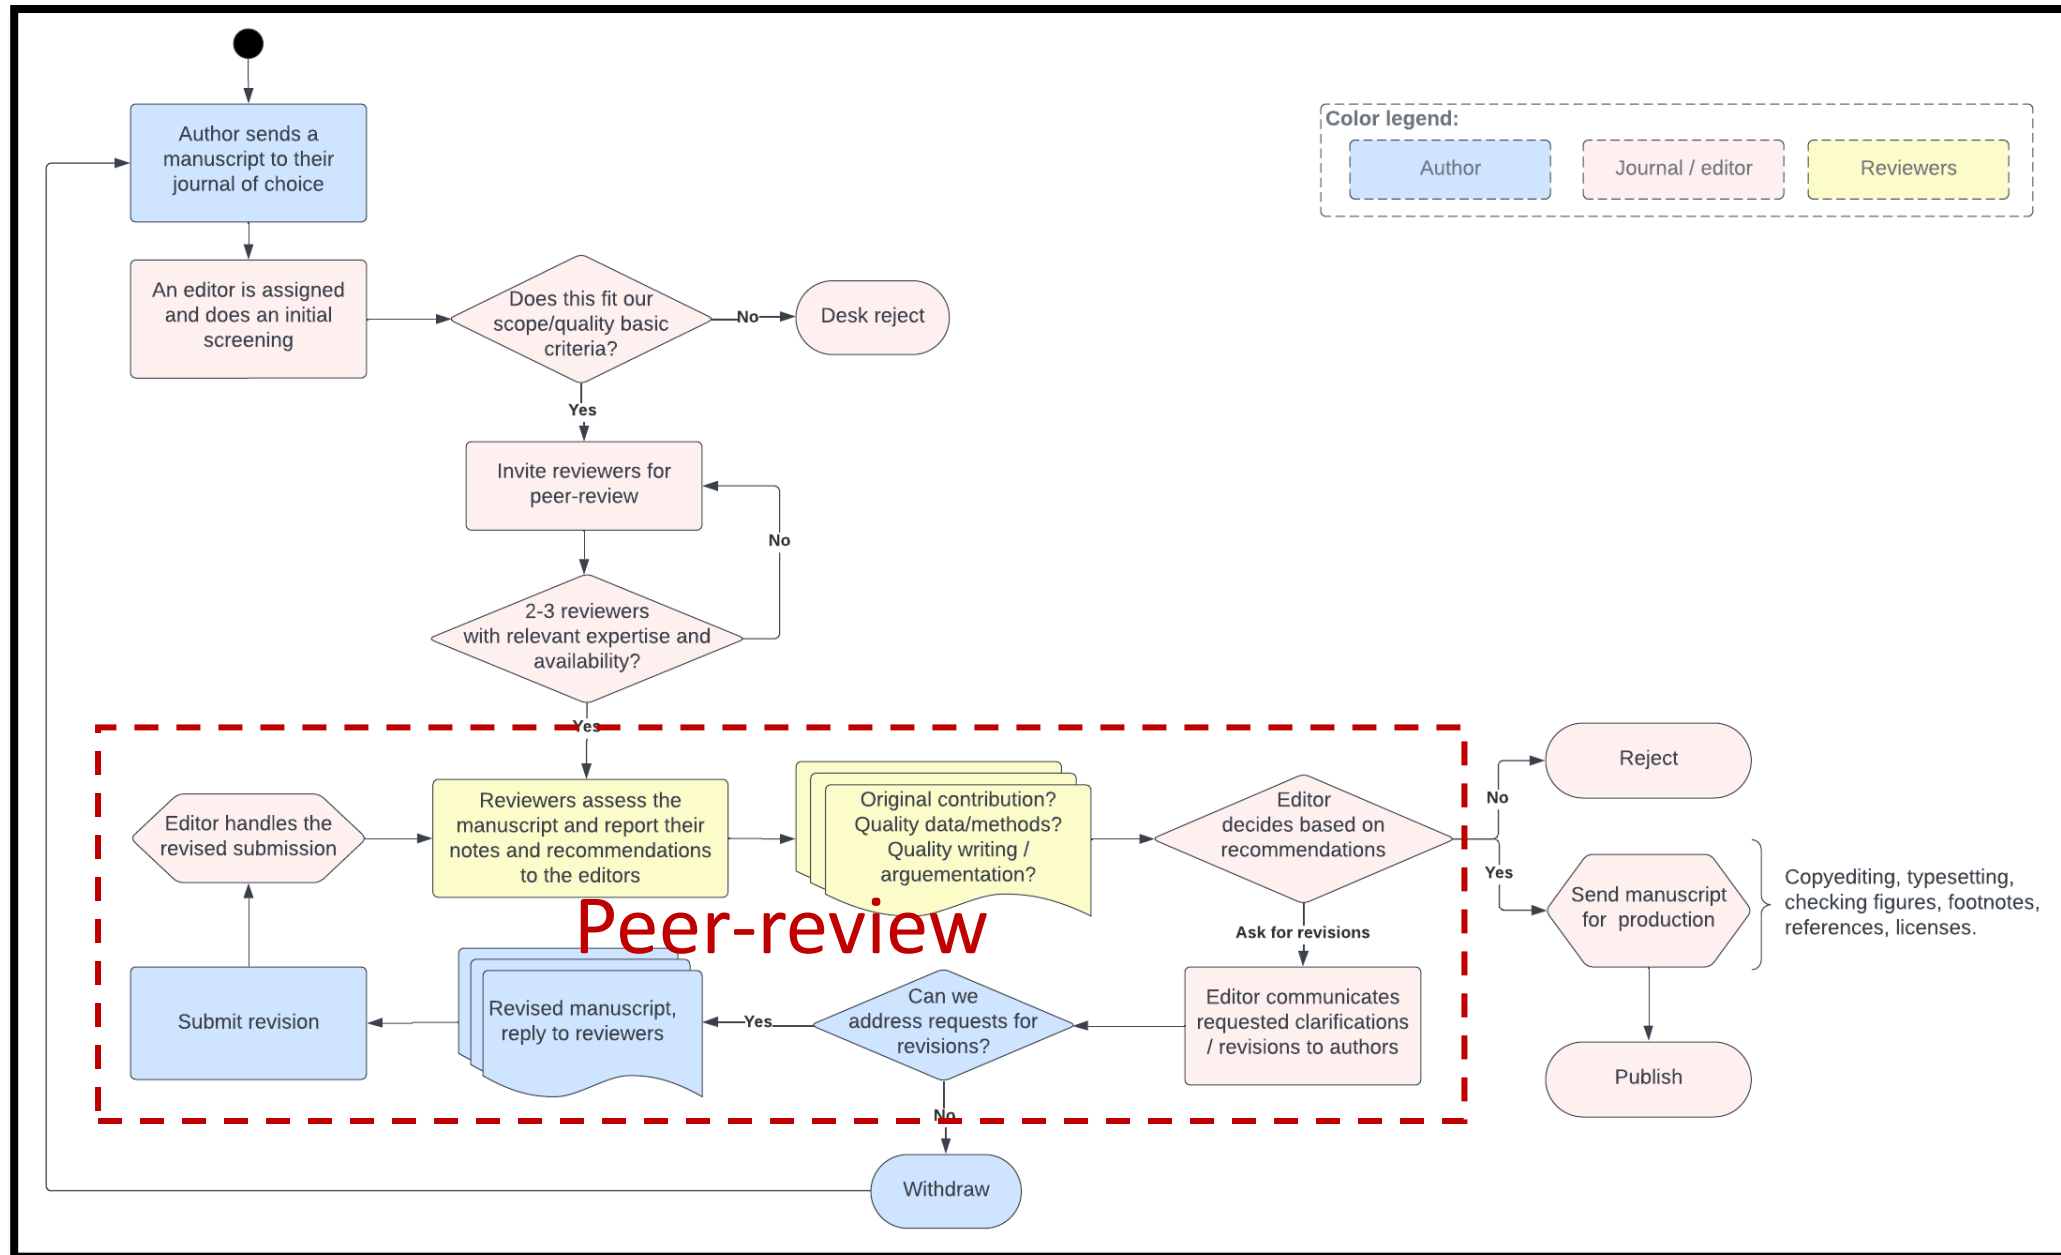 Author sends a
manuscript to their
journal of choice
Color legend:
Author
Journal / editor
Reviewers
An editor is assigned
and does an initial
screening
Does this fit our
scope/quality basic
criteria?
No
Desk reject
Yes
Invite reviewers for
peer-review
No
2-3 reviewers
with relevant expertise and
availability?
Yes
Editor handles the
revised submission
Reviewers assess the
manuscript and report their
notes and recommendations
to the editors
Original contribution?
Quality data/methods?
Quality writing /
arguementation?
Editor
decides based on
recommendations
No
Reject
Yes
Send manuscript
for production
Copyediting, typesetting,
checking figures, footnotes,
references, licenses.
Peer-review
Ask for revisions
Submit revision
Revised manuscript,
reply to reviewers
Yes
Can we
address requests for
revisions?
Editor communicates
requested clarifications
/ revisions to authors
Publish
No
Withdraw